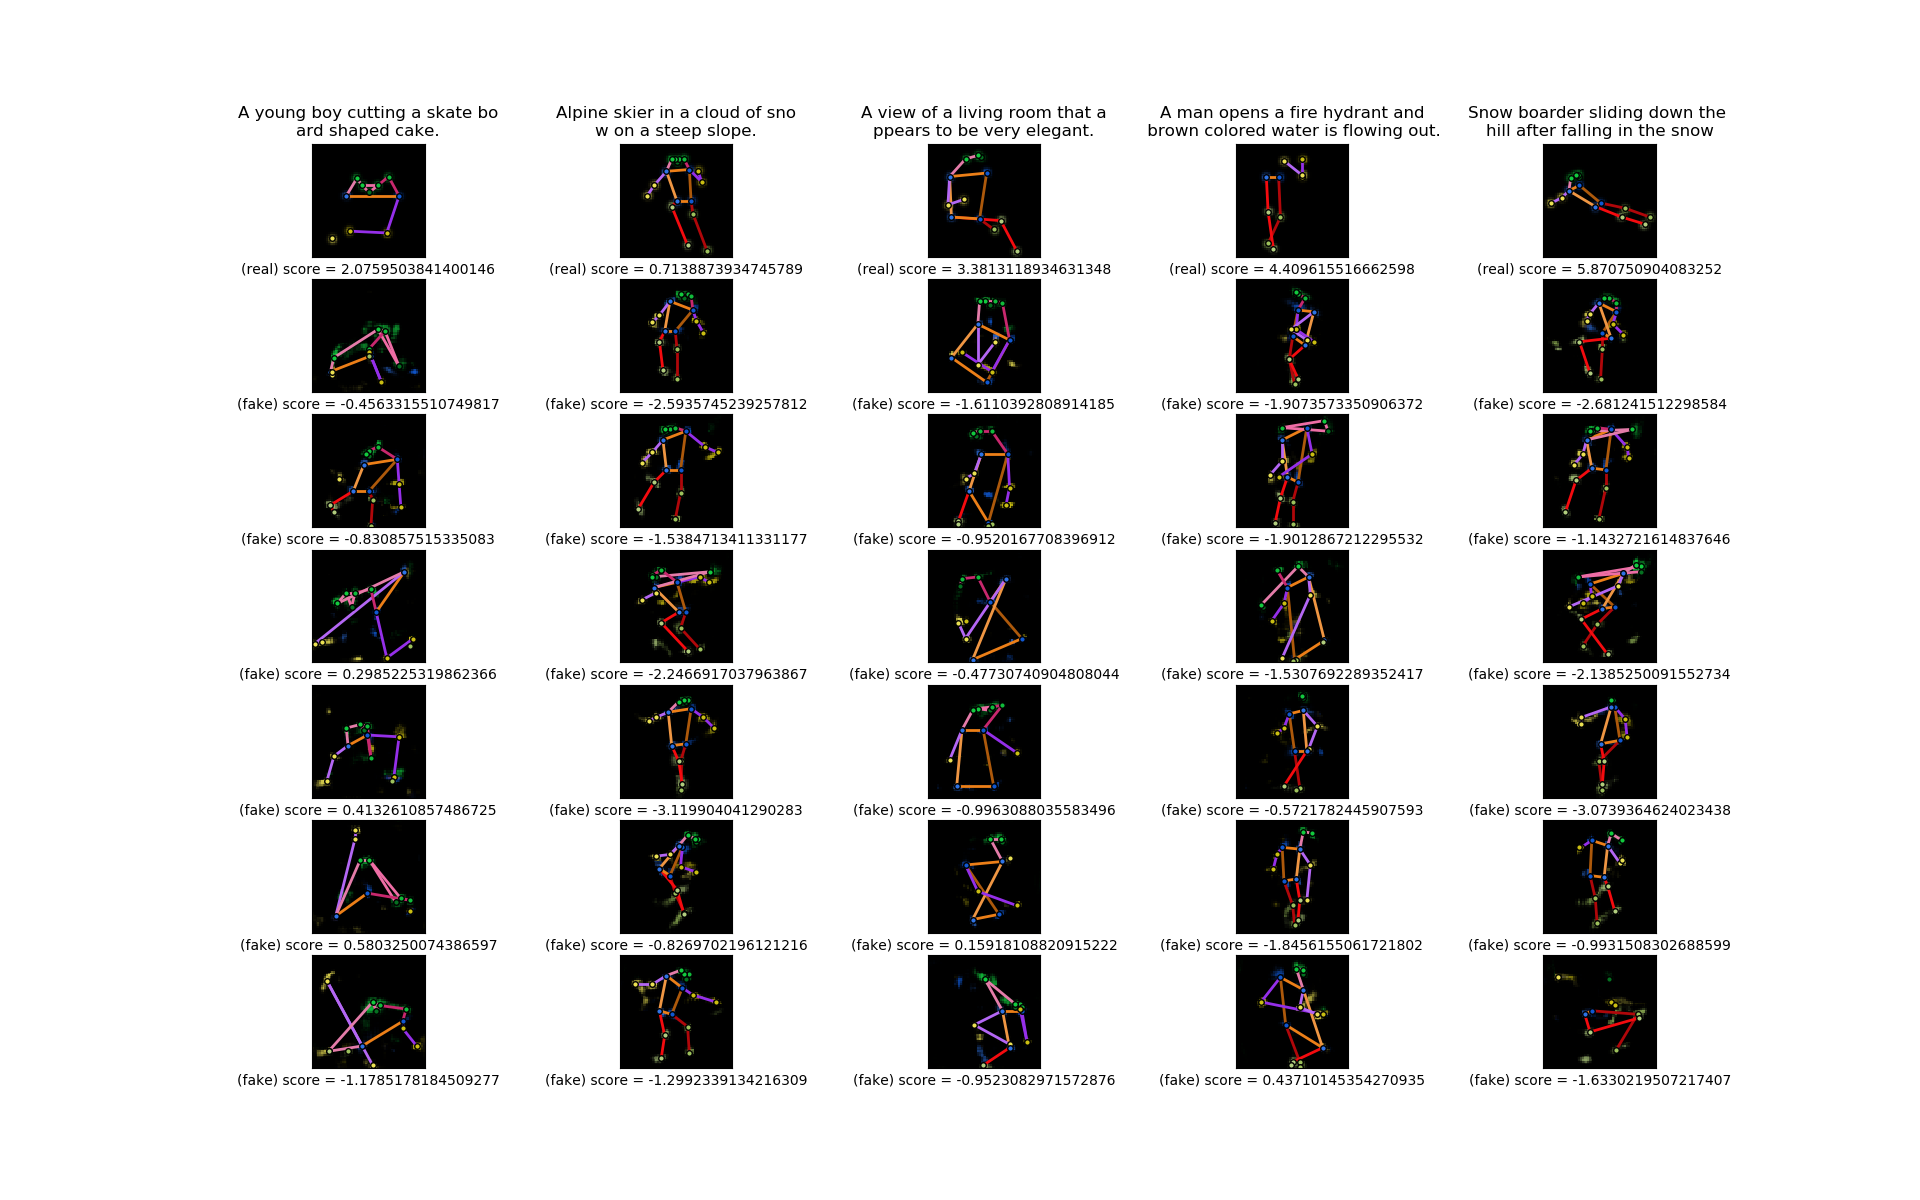 A young boy cutting a skate bo
ard shaped cake.
Alpine skier in a cloud of sno
w on a steep slope.
A view of a living room that a
ppears to be very elegant.
A man opens a fire hydrant and
brown colored water is flowing out.
Snow boarder sliding down the
hill after falling in the snow
(real) score = 2.0759503841400146
(real) score = 0.7138873934745789
(real) score = 3.3813118934631348
(real) score = 4.409615516662598
(real) score = 5.870750904083252
(fake) score = -0.4563315510749817
(fake) score = -2.5935745239257812
(fake) score = -1.6110392808914185
(fake) score = -1.9073573350906372
(fake) score = -2.681241512298584
(fake) score = -0.830857515335083
(fake) score = -1.5384713411331177
(fake) score = -0.9520167708396912
(fake) score = -1.9012867212295532
(fake) score = -1.1432721614837646
(fake) score = 0.2985225319862366
(fake) score = -2.2466917037963867
(fake) score = -0.47730740904808044
(fake) score = -1.5307692289352417
(fake) score = -2.1385250091552734
(fake) score = 0.4132610857486725
(fake) score = -3.119904041290283
(fake) score = -0.9963088035583496
(fake) score = -0.5721782445907593
(fake) score = -3.0739364624023438
(fake) score = 0.5803250074386597
(fake) score = -0.8269702196121216
(fake) score = 0.15918108820915222
(fake) score = -1.8456155061721802
(fake) score = -0.9931508302688599
(fake) score = -1.1785178184509277
(fake) score = -1.2992339134216309
(fake) score = -0.9523082971572876
(fake) score = 0.43710145354270935
(fake) score = -1.6330219507217407